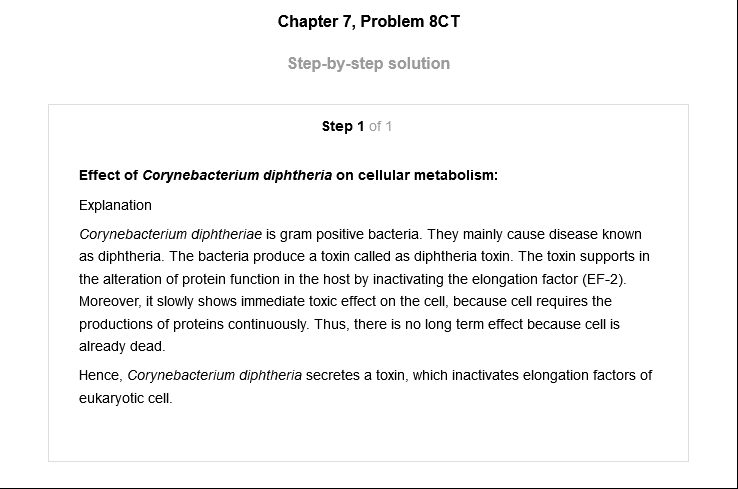 Chapter 7, Problem 8CT
Step-by-step solution
Step 1 of 1
Effect of Corynebacterium diphtheria on cellular metabolism:
Explanation
Corynebacterium diphtheriae is gram positive bacteria. They mainly cause disease known
as diphtheria. The bacteria produce a toxin called as diphtheria toxin. The toxin supports in
the alteration of protein function in the host by inactivating the elongation factor (EF-2).
Moreover, it slowly shows immediate toxic effect on the cell, because cell requires the
productions of proteins continuously. Thus, there is no long term effect because cell is
already dead.
Hence, Corynebacterium diphtheria secretes a toxin, which inactivates elongation factors of
eukaryotic cell.